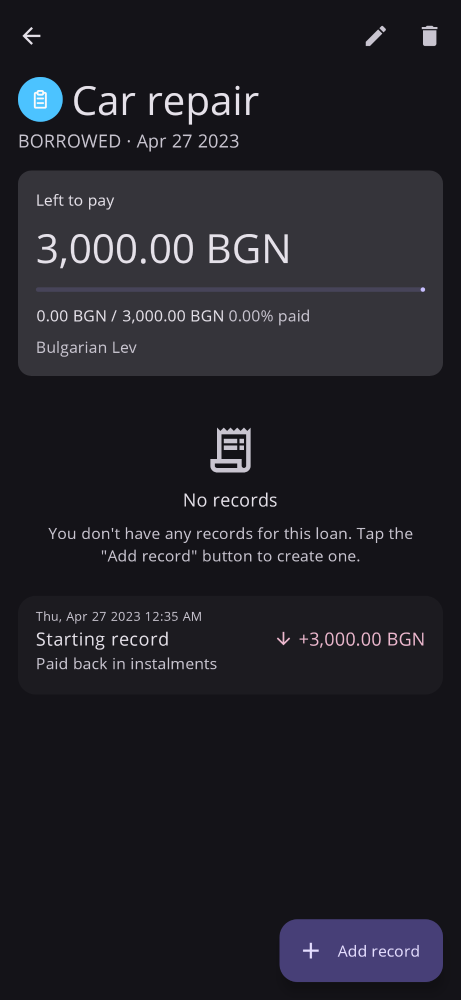 Car repair
BORROWED · Apr 27 2023
Left to pay
3,000.00 BGN
0.00 BGN / 3,000.00 BGN 0.00% paid
Bulgarian Lev
No records
You don't have any records for this loan. Tap the
"Add record" button to create one.
Thu, Apr 27 2023 12:35 AM
Starting record
+3,000.00 BGN
Paid back in instalments
Add record